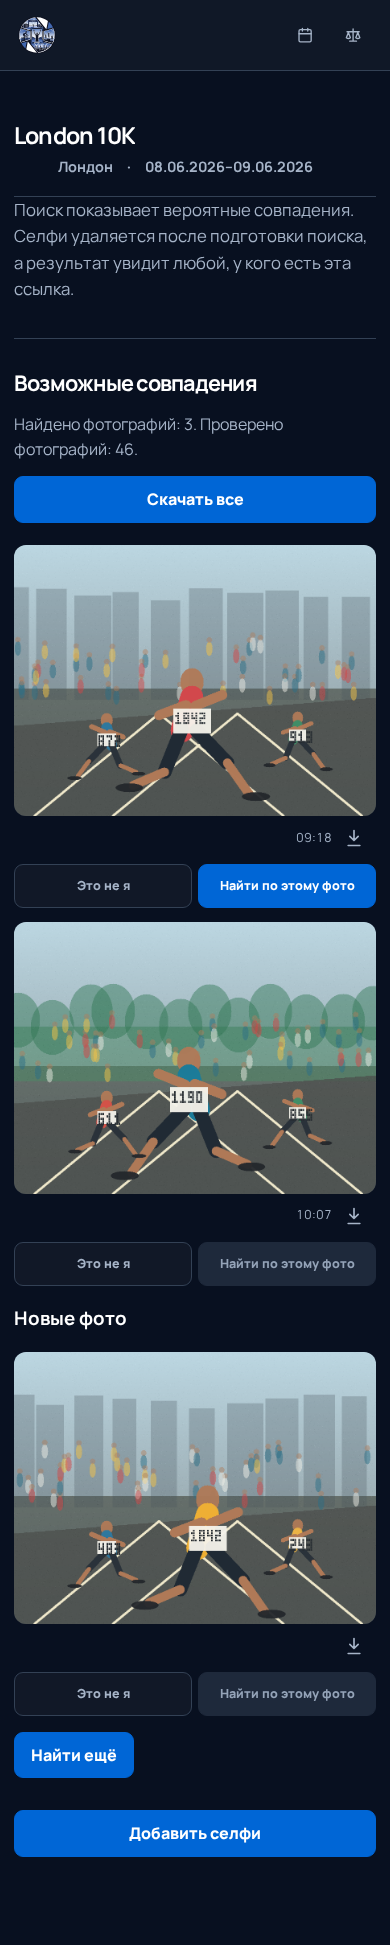 London 10K
Лондон · 08.06.2026–09.06.2026
Поиск показывает вероятные совпадения.
Селфи удаляется после подготовки поиска,
а результат увидит любой, у кого есть эта
ссылка.
Возможные совпадения
Найдено фотографий: 3. Проверено
фотографий: 46.
Скачать все
1842
09:18
Это не я
Найти по этому фото
1190
10:07
Это не я
Найти по этому фото
Новые фото
1842
Это не я
Найти по этому фото
Найти ещё
Добавить селфи